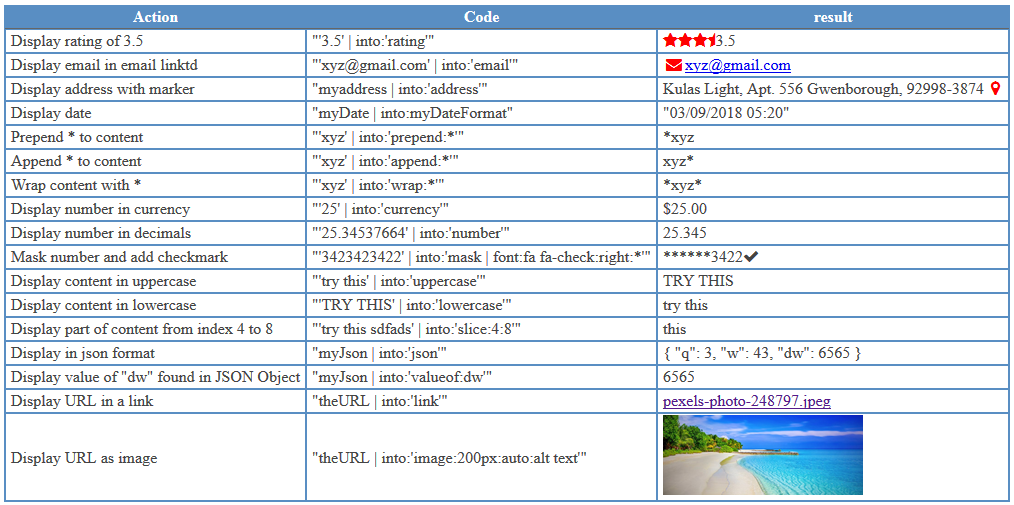 Action Code result
Display rating of 3.5 "'3.5' | into:'rating'" 3.5
Display email in email linktd "'xyz@gmail.com' | into:'email'" xyz@gmail.com
Display address with marker "myaddress | into:'address'" Kulas Light, Apt. 556 Gwenborough, 92998-3874
Display date "myDate | into:myDateFormat" "03/09/2018 05:20"
Prepend * to content "'xyz' | into:'prepend:*'" *xyz
Append * to content "'xyz' | into:'append:*'" xyz*
Wrap content with * "'xyz' | into:'wrap:*'" *xyz*
Display number in currency "'25' | into:'currency'" $25.00
Display number in decimals "'25.34537664' | into:'number'" 25.345
Mask number and add checkmark "'3423423422' | into:'mask | font:fa fa-check:right:*'" ******3422
Display content in uppercase "'try this' | into:'uppercase'" TRY THIS
Display content in lowercase "'TRY THIS' | into:'lowercase'" try this
Display part of content from index 4 to 8 "'try this sdfads' | into:'slice:4:8'" this
Display in json format "myJson | into:'json'" { "q": 3, "w": 43, "dw": 6565 }
Display value of "dw" found in JSON Object "myJson | into:'valueof:dw'" 6565
Display URL in a link "theURL | into:'link'" pexels-photo-248797.jpeg
Display URL as image "theURL | into:'image:200px:auto:alt text'"